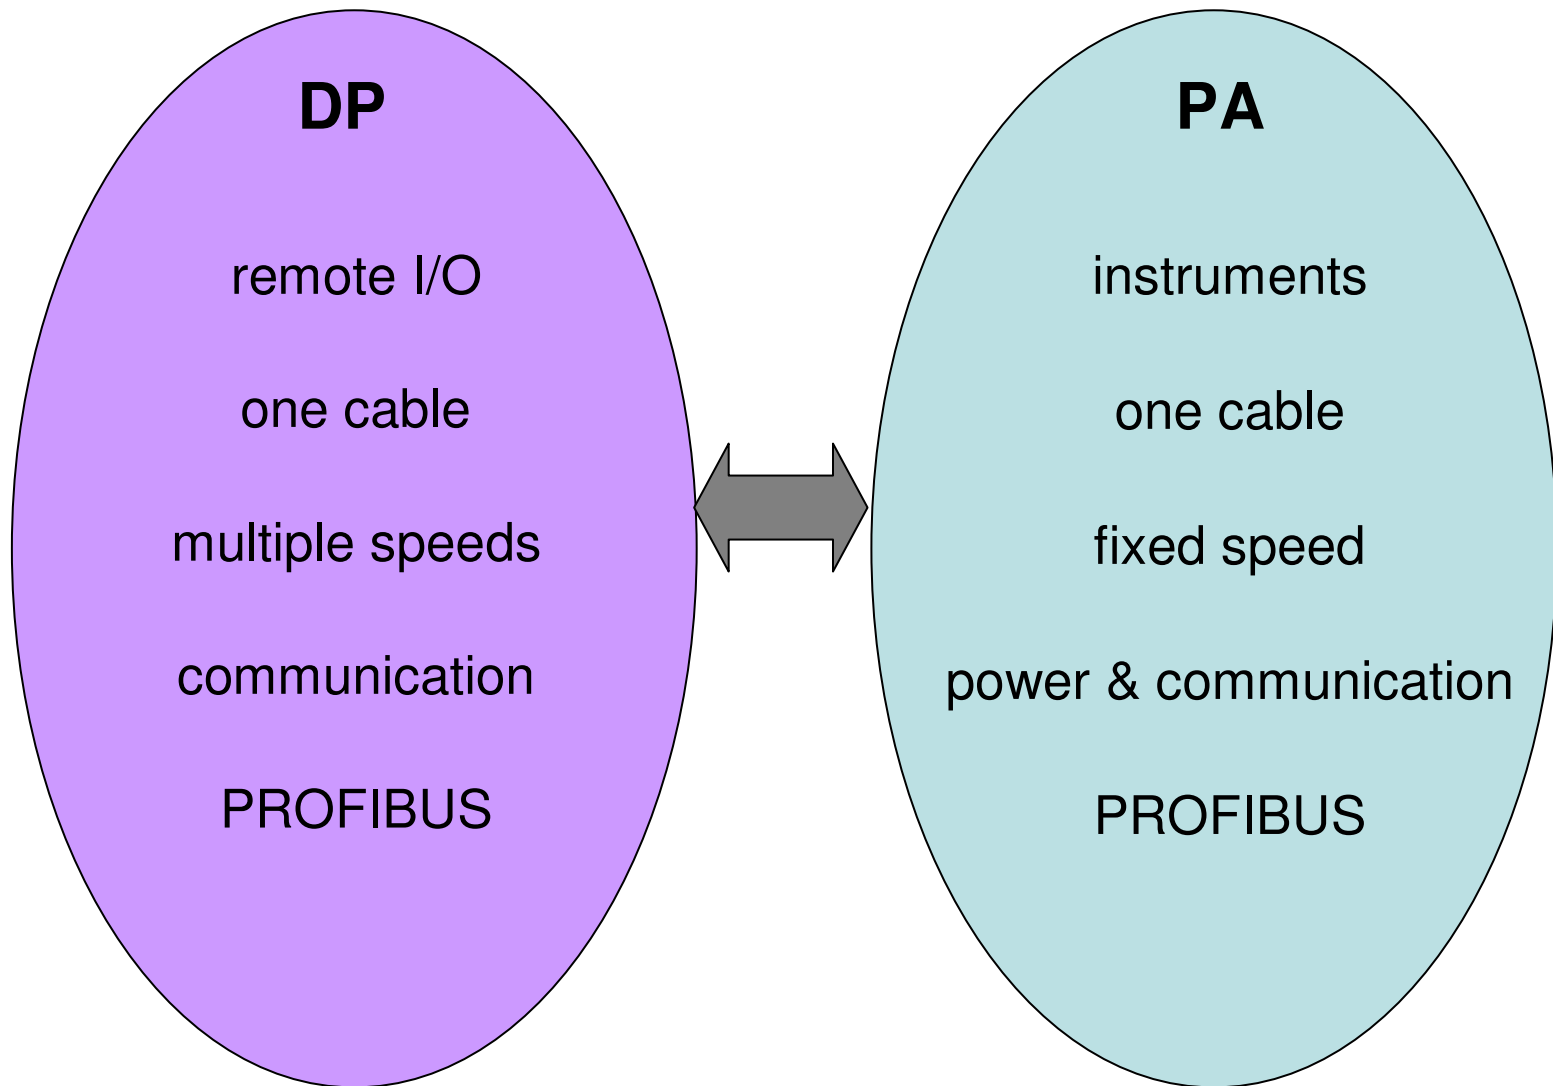 DP
remote I/O
one cable
multiple speeds
communication
PROFIBUS
PA
instruments
one cable
fixed speed
power & communication
PROFIBUS